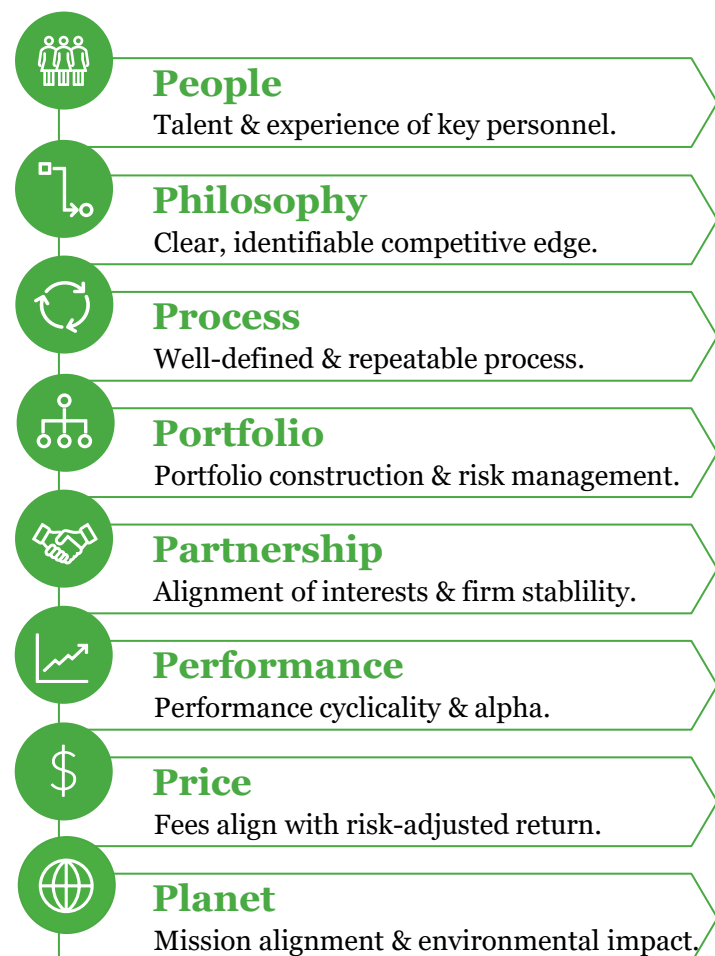 People
Talent & experience of key personnel.
Philosophy
Clear, identifiable competitive edge.
Process
Well-defined & repeatable process.
Portfolio
Portfolio construction & risk management.
Partnership
Alignment of interests & firm stablility.
Performance
Performance cyclicality & alpha.
$
Price
Fees align with risk-adjusted return.
Planet
Mission alignment & environmental impact.